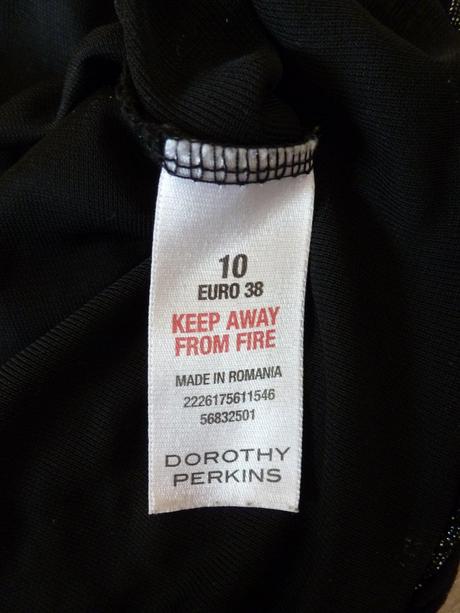 10
EURO 38
KEEP AWAY
FROM FIRE
MADE IN ROMANIA
2226175611546
56832501
DOROTHY
PERKINS